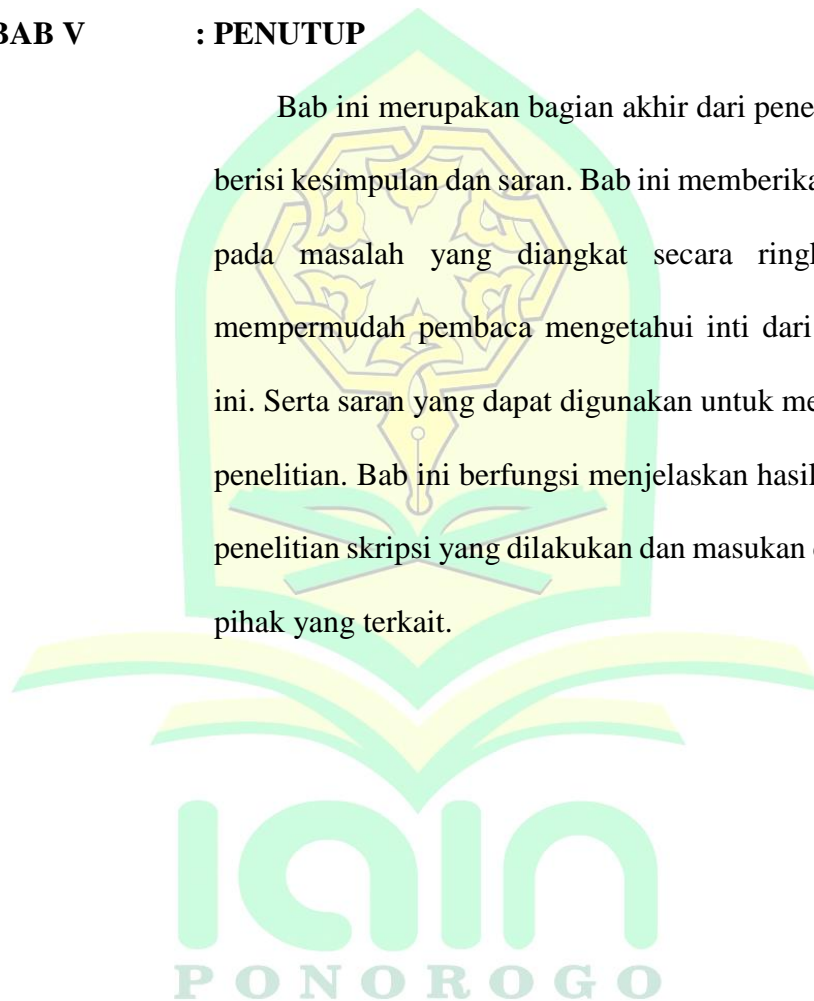 BAB V : PENUTUP
Bab ini merupakan bagian akhir dari pene
berisi kesimpulan dan saran. Bab ini memberika
pada masalah yang diangkat secara ring
mempermudah pembaca mengetahui inti dari
ini. Serta saran yang dapat digunakan untuk me
penelitian. Bab ini berfungsi menjelaskan hasil
penelitian skripsi yang dilakukan dan masukan
pihak yang terkait.
iain
PONOROGO